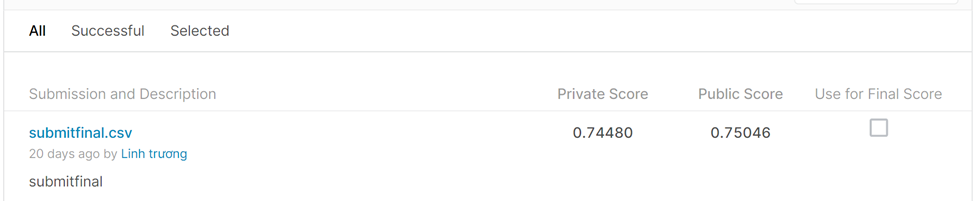 All Successful Selected
Submission and Description Private Score Public Score Use for Final Score
submitfinal.csv 0.74480 0.75046
20 days ago by Linh trương
submitfinal